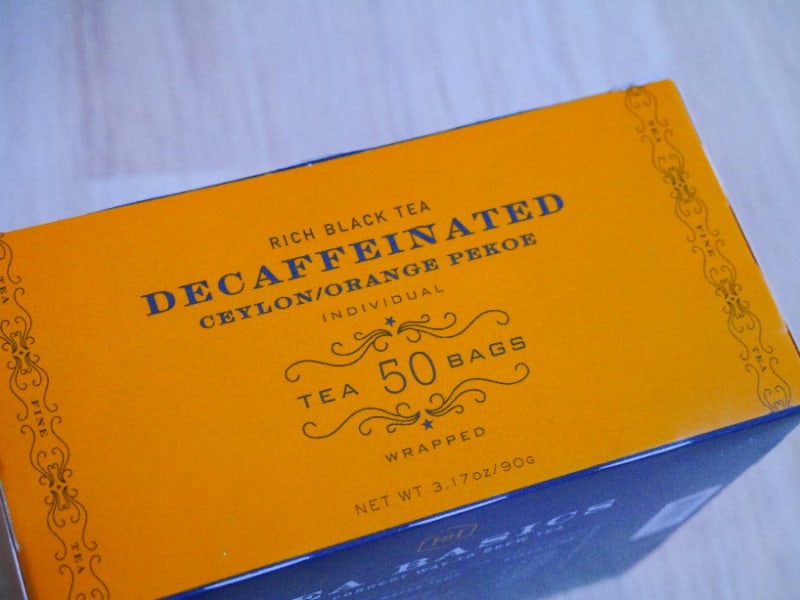 RICH BLACK TEA
DECAFFEINATED
CEYLON/ORANGE PEKOE
INDIVIDUAL
TEA 50 BAGS
WRAPPED
NET WT 3.17oz/90G
TEA
FINE
TEA
TEA
FINE
TEA
BASICS